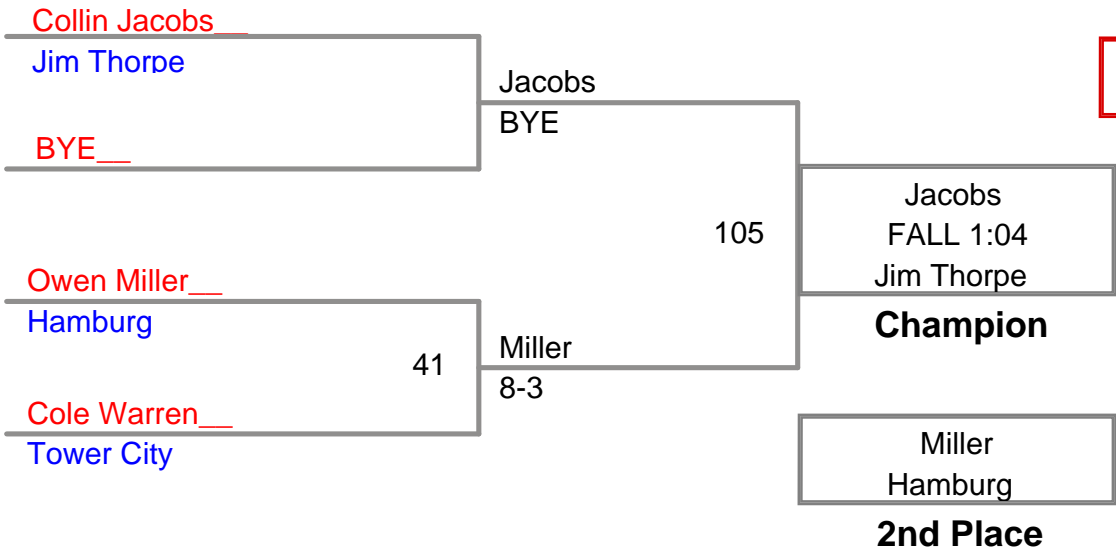 Collin Jacobs__
Jim Thorpe
BYE__
Jacobs
BYE
Owen Miller__
Hamburg
41
Cole Warren__
Tower City
Miller
8-3
105
Jacobs
FALL 1:04
Jim Thorpe
Champion
Miller
Hamburg
2nd Place